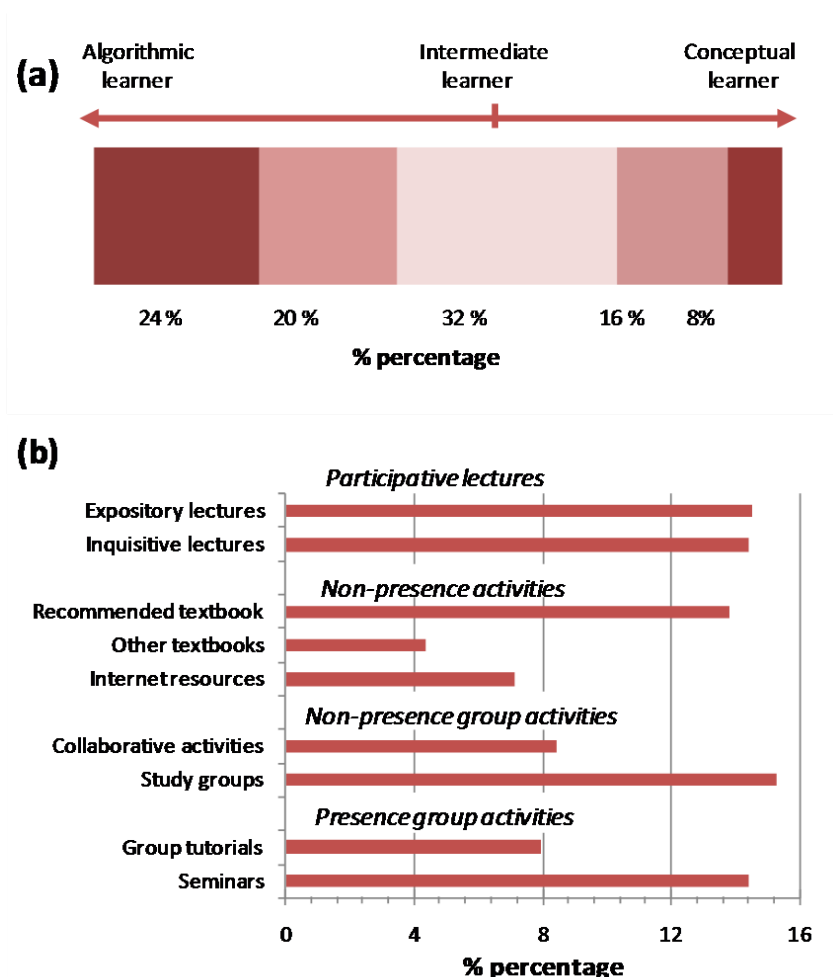 (a)
Algorithmic learner
Intermediate learner
Conceptual learner
24 %
20 %
32 %
16 %
8%
% percentage
(b)
Participative lectures
Expository lectures
Inquisitive lectures
Non-presence activities
Recommended textbook
Other textbooks
Internet resources
Non-presence group activities
Collaborative activities
Study groups
Presence group activities
Group tutorials
Seminars
0 4 8 12 16
% percentage